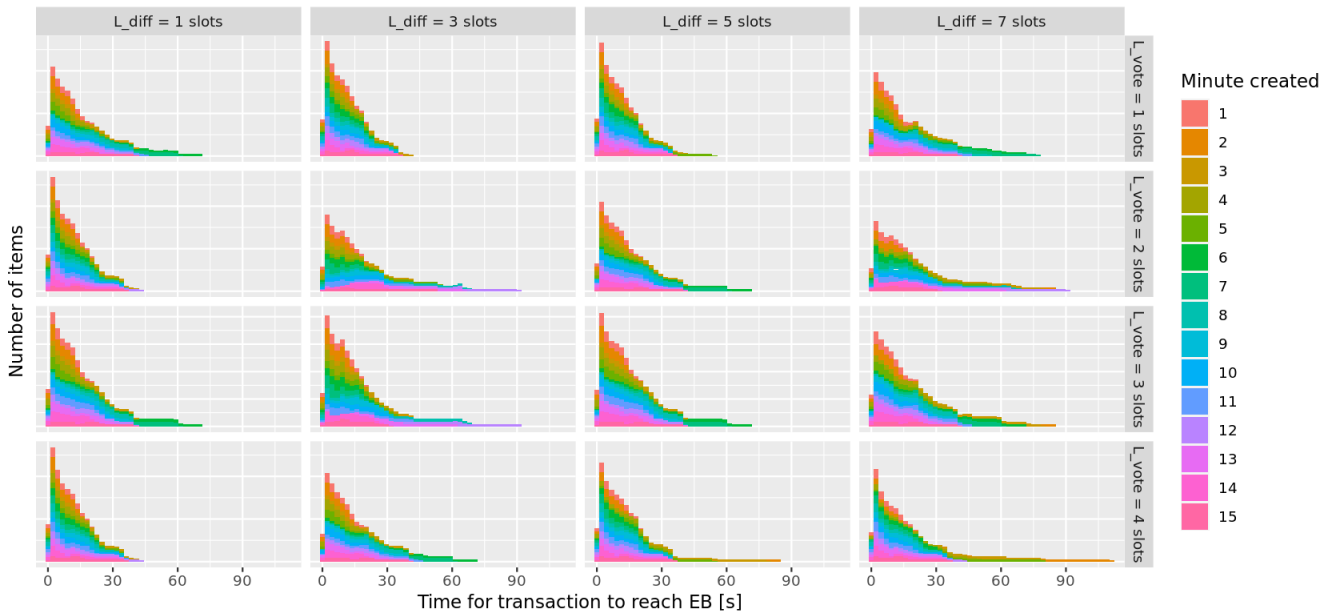 L_diff = 1 slots
L_diff = 3 slots
L_diff = 5 slots
L_diff = 7 slots
L_vote = 1 slots
L_vote = 2 slots
L_vote = 3 slots
L_vote = 4 slots
Number of items
0
30
60
90
0
30
60
90
0
30
60
90
0
30
60
90
Time for transaction to reach EB [s]
Minute created
1
2
3
4
5
6
7
8
9
10
11
12
13
14
15